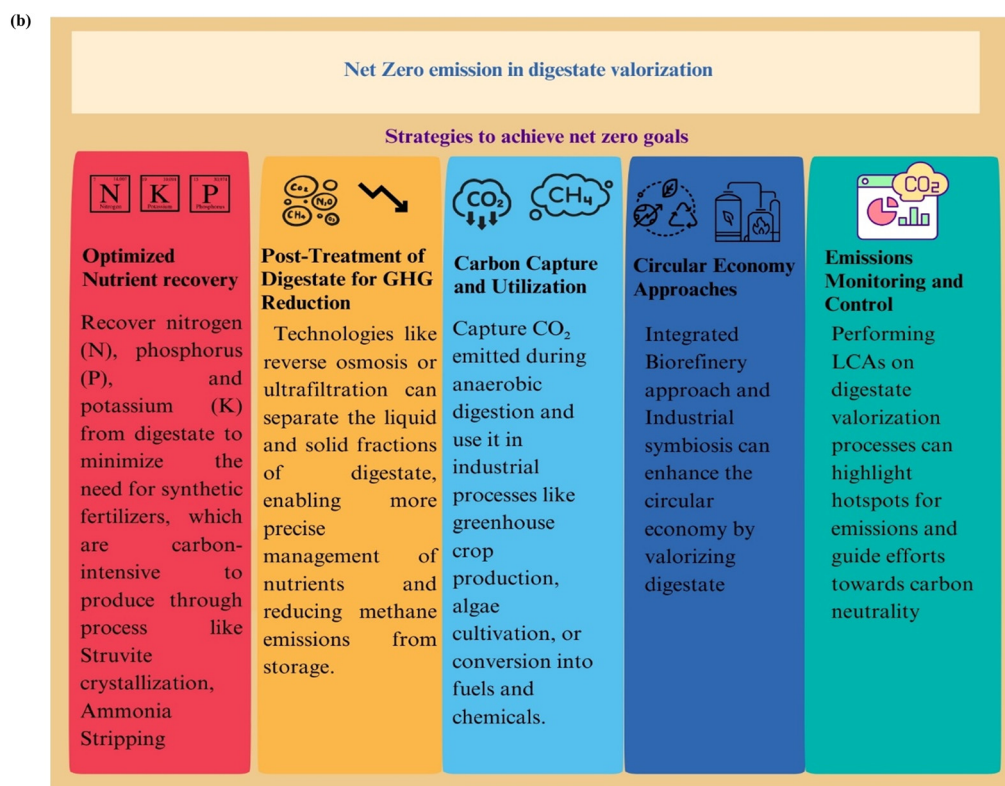 (b)
Net Zero emission in digestate valorization
Strategies to achieve net zero goals
N
Nitrogen
K
Potassium
P
Phosphorus
Optimized
Nutrient recovery
Recover nitrogen
(N), phosphorus
(P), and
potassium (K)
from digestate to
minimize the
need for synthetic
fertilizers, which
are carbon-
intensive to
produce through
process like
Struvite
crystallization,
Ammonia
Stripping
CO₂
N₂O
CH₄
Post-Treatment of
Digestate for GHG
Reduction
Technologies like
reverse osmosis or
ultrafiltration can
separate the liquid
and solid fractions
of digestate,
enabling more
precise
management of
nutrients and
reducing methane
emissions from
storage.
CO₂
CH₄
Carbon Capture
and Utilization
Capture CO₂
emitted during
anaerobic
digestion and
use it in
industrial
processes like
greenhouse
crop
production,
algae
cultivation, or
conversion into
fuels and
chemicals.
Circular Economy
Approaches
Integrated
Biorefinery
approach and
Industrial
symbiosis can
enhance the
circular
economy by
valorizing
digestate
CO₂
Emissions
Monitoring and
Control
Performing
LCAs on
digestate
valorization
processes can
highlight
hotspots for
emissions and
guide efforts
towards carbon
neutrality